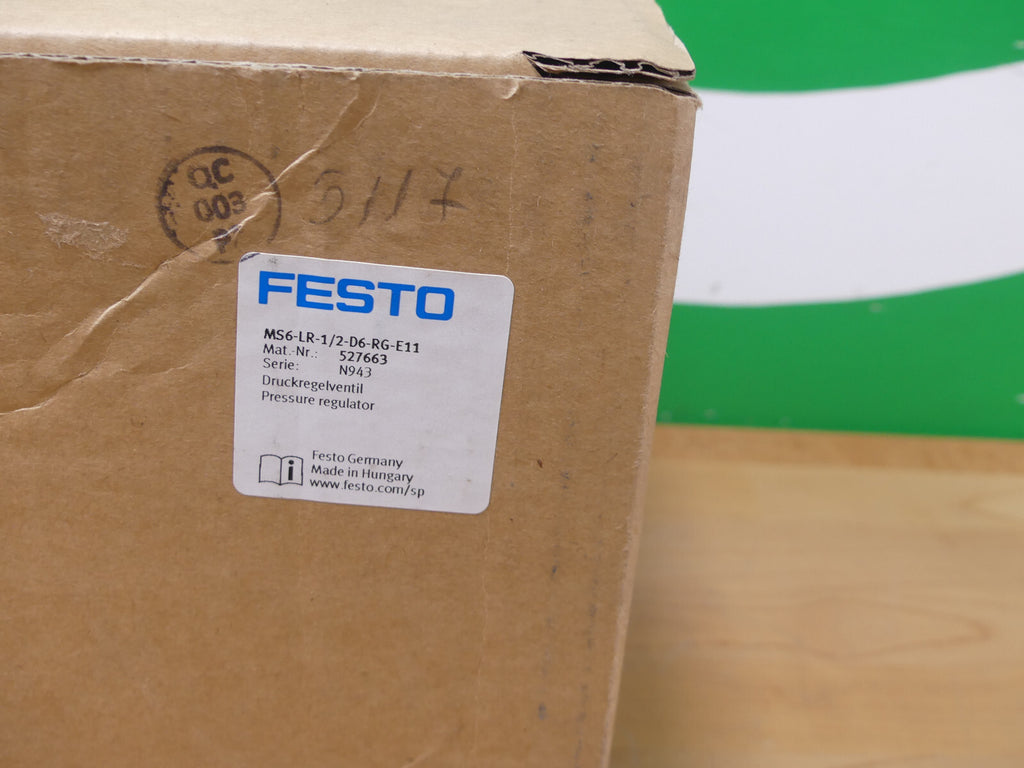 QC
003
5117
FESTO
MS6-LR-1/2-D6-RG-E11
Mat.-Nr.: 527663
Serie: N943
Druckregelventil
Pressure regulator
Festo Germany
Made in Hungary
www.festo.com/sp